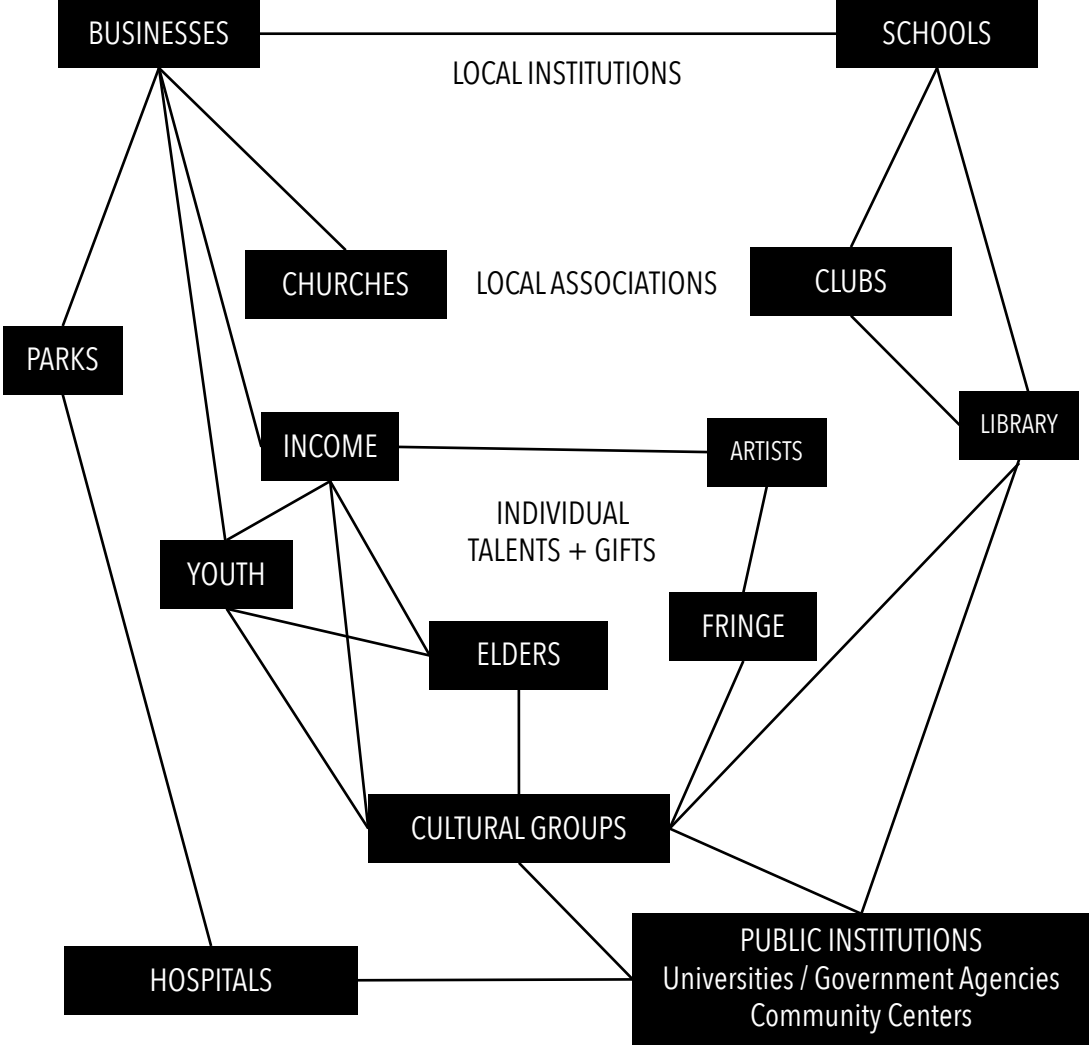 BUSINESSES
SCHOOLS
LOCAL INSTITUTIONS
CHURCHES
LOCAL ASSOCIATIONS
CLUBS
PARKS
LIBRARY
INCOME
ARTISTS
INDIVIDUAL
TALENTS + GIFTS
YOUTH
FRINGE
ELDERS
CULTURAL GROUPS
PUBLIC INSTITUTIONS
Universities / Government Agencies
Community Centers
HOSPITALS